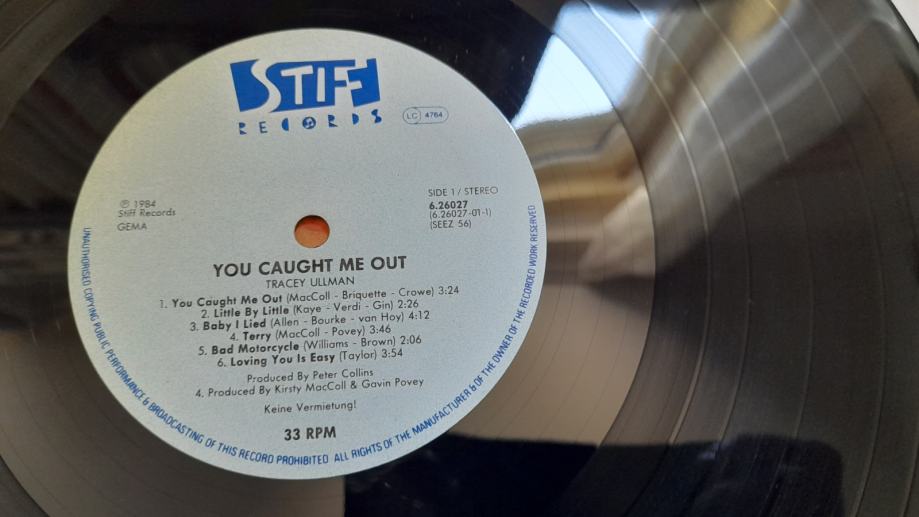 STIFF
RECORDS
LC 4764
℗ 1984
Stiff Records
GEMA
SIDE 1 / STEREO
6.26027
(6.26027-01-1)
(SEEZ 56)
YOU CAUGHT ME OUT
TRACEY ULLMAN
1. You Caught Me Out (MacColl - Briquette - Crowe) 3:24
2. Little By Little (Kaye - Verdi - Gin) 2:26
3. Baby I Lied (Allen - Bourke - van Hoy) 4:12
4. Terry (MacColl - Povey) 3:46
5. Bad Motorcycle (Williams - Brown) 2:06
6. Loving You Is Easy (Taylor) 3:54
Produced By Peter Collins
4. Produced By Kirsty MacColl & Gavin Povey
Keine Vermietung!
33 RPM
UNAUTHORISED COPYING PUBLIC PERFORMANCE & BROADCASTING OF THIS RECORD PROHIBITED ALL RIGHTS OF THE MANUFACTURER & OF THE OWNER OF THE RECORDED WORK RESERVED